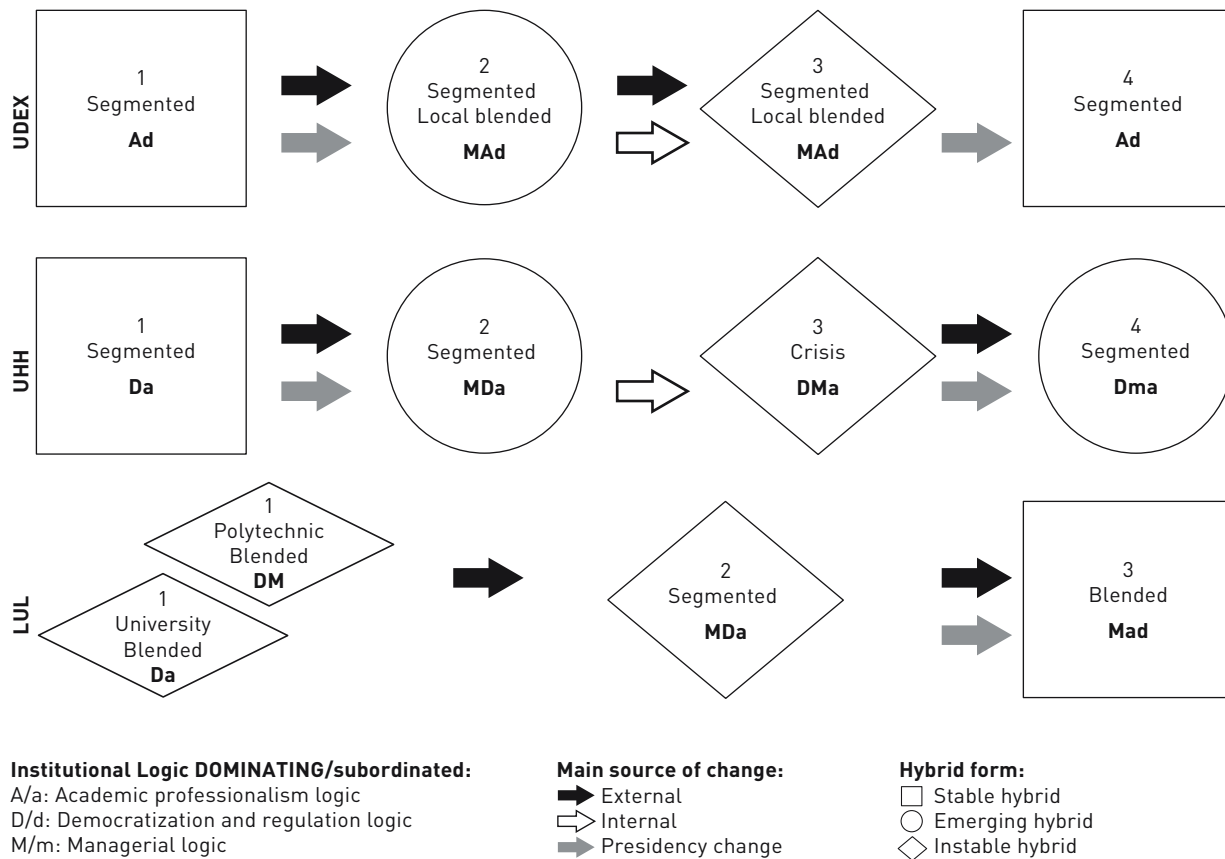 UDEX
1
Segmented
Ad
2
Segmented
Local blended
MAd
3
Segmented
Local blended
MAd
4
Segmented
Ad
UHH
1
Segmented
Da
2
Segmented
MDa
3
Crisis
DMa
4
Segmented
Dma
LUL
1
Polytechnic
Blended
DM
1
University
Blended
Da
2
Segmented
MDa
3
Blended
Mad
Institutional Logic DOMINATING/subordinated:
A/a: Academic professionalism logic
D/d: Democratization and regulation logic
M/m: Managerial logic
Main source of change:
External
Internal
Presidency change
Hybrid form:
Stable hybrid
Emerging hybrid
Instable hybrid